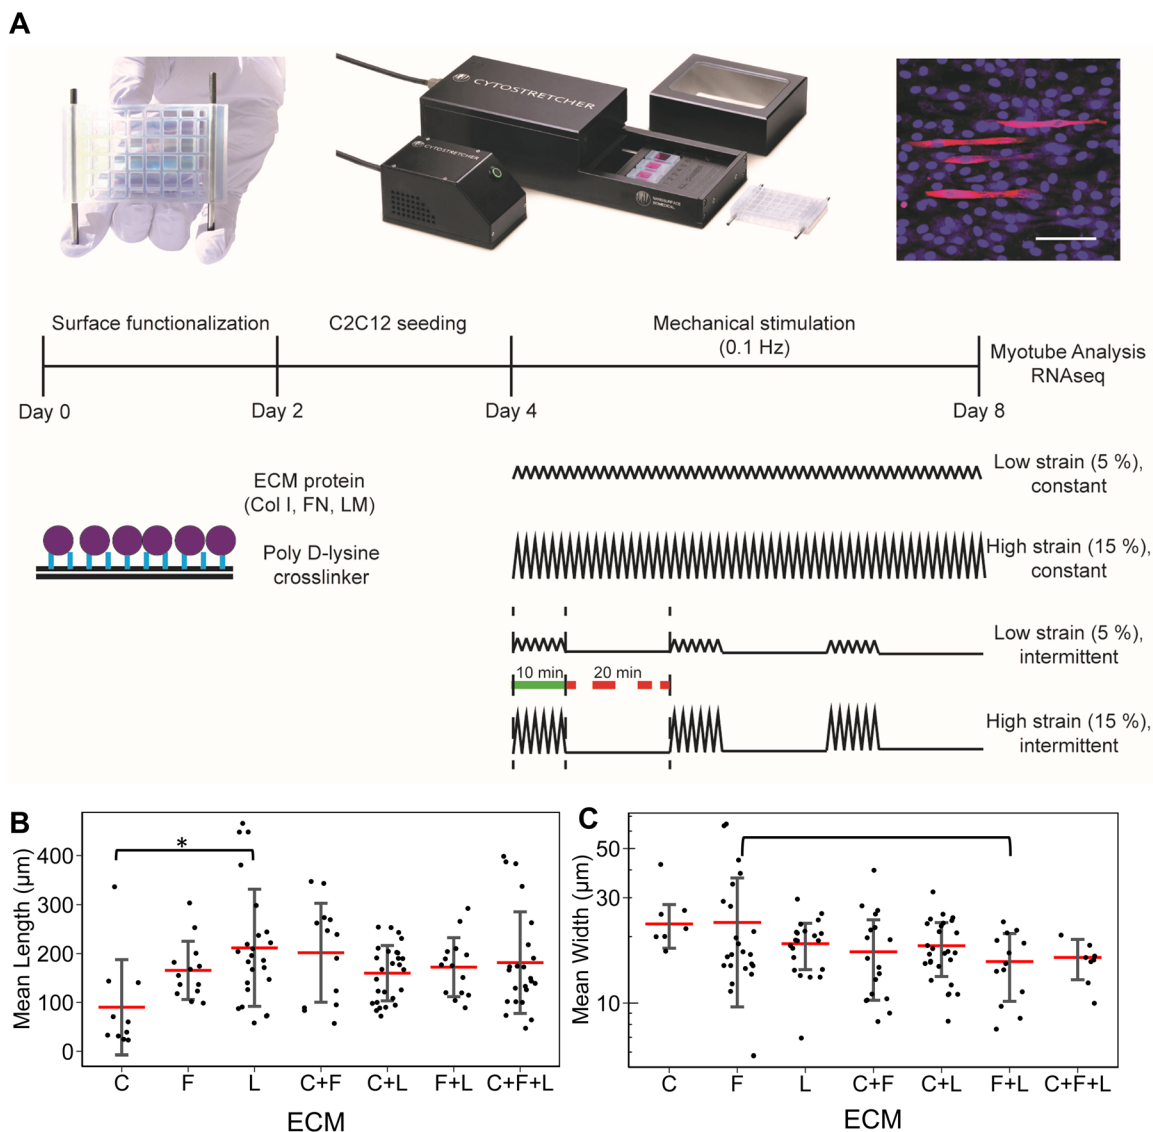 A
CYTOSTRETCHER
CYTOSTRETCHER
NANOSURFACE
BIOMEDICAL
Surface functionalization
C2C12 seeding
Mechanical stimulation
(0.1 Hz)
Myotube Analysis
RNAseq
Day 0
Day 2
Day 4
Day 8
Low strain (5 %),
constant
ECM protein
(Col I, FN, LM)
Poly D-lysine
crosslinker
High strain (15 %),
constant
Low strain (5 %),
intermittent
10 min
20 min
High strain (15 %),
intermittent
B
Mean Length (µm)
400
300
200
100
0
*
C
F
L
C+F
C+L
F+L
C+F+L
ECM
C
Mean Width (µm)
50
30
10
C
F
L
C+F
C+L
F+L
C+F+L
ECM